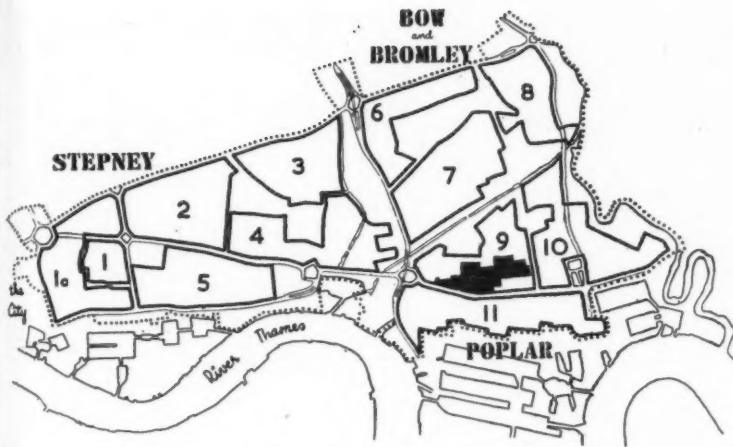 BOW
and
BROMLEY
STEPNEY
1a
1
2
3
4
5
6
7
8
9
10
11
the
City
River Thames
POPLAR